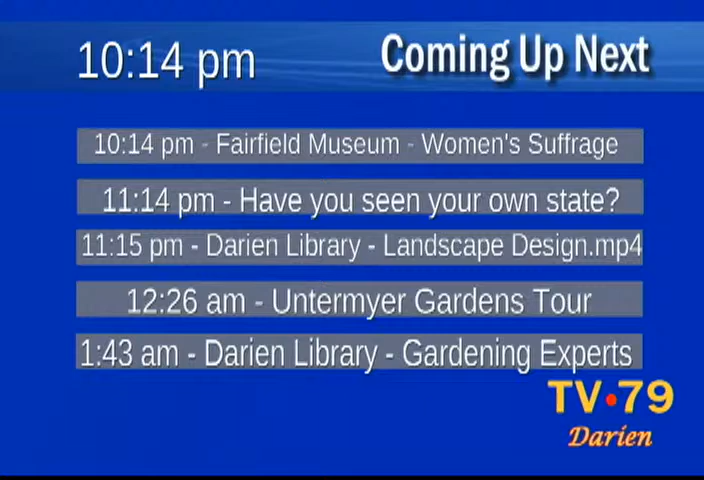 10:14 pm
Coming Up Next
10:14 pm - Fairfield Museum - Women's Suffrage
11:14 pm - Have you seen your own state?
11:15 pm - Darien Library - Landscape Design.mp4
12:26 am - Untermyer Gardens Tour
1:43 am - Darien Library - Gardening Experts
TV•79
Darien